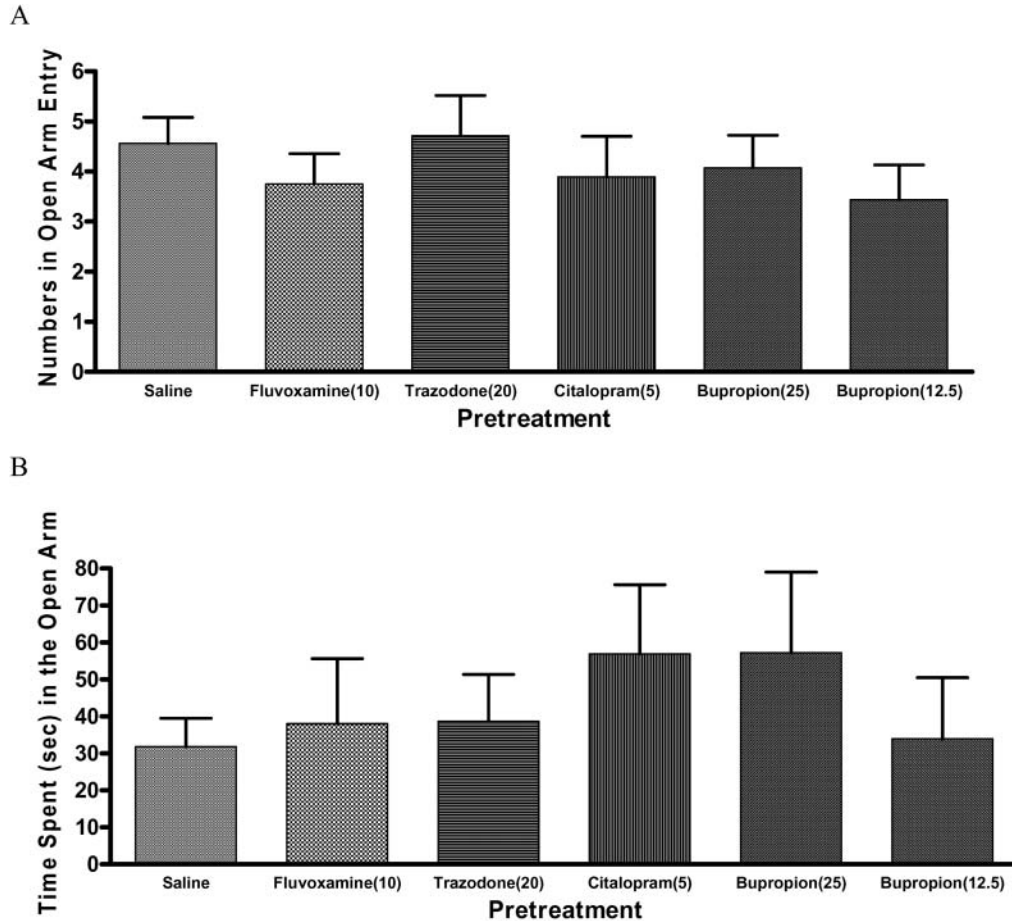 A
Numbers in Open Arm Entry
6
5
4
3
2
1
0
Saline Fluvoxamine(10) Trazodone(20) Citalopram(5) Bupropion(25) Bupropion(12.5)
Pretreatment
B
Time Spent (sec) in the Open Arm
80
70
60
50
40
30
20
10
0
Saline Fluvoxamine(10) Trazodone(20) Citalopram(5) Bupropion(25) Bupropion(12.5)
Pretreatment